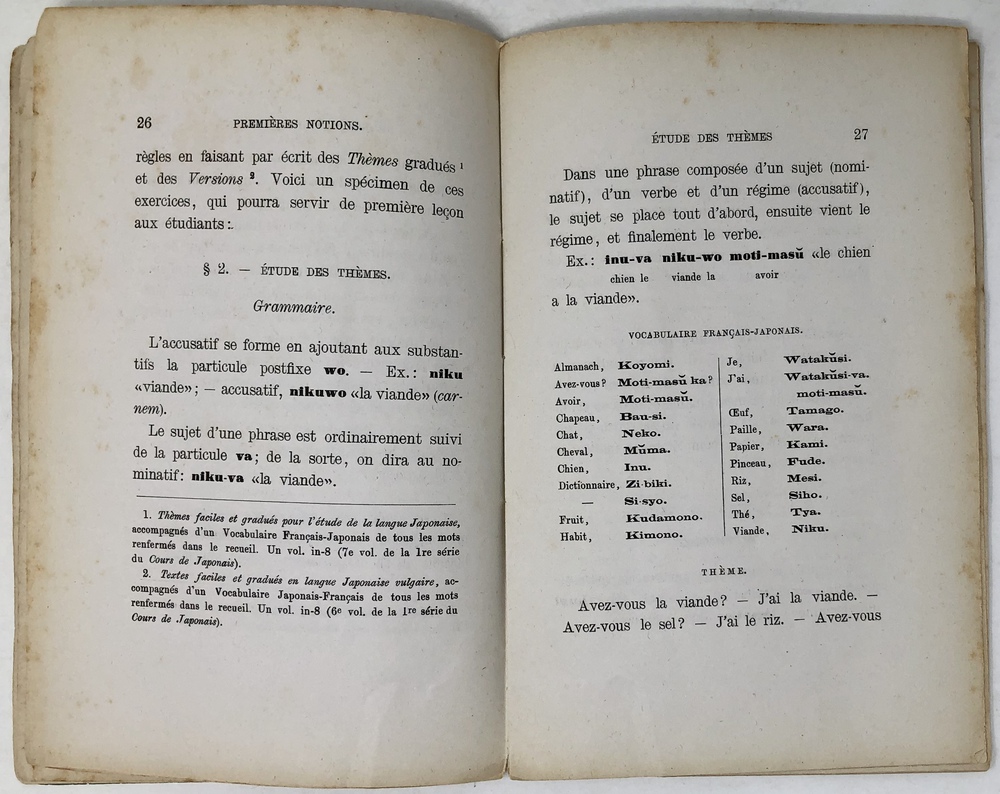 26 PREMIÈRES NOTIONS.
règles en faisant par écrit des Thèmes gradués ¹
et des Versions ². Voici un spécimen de ces
exercices, qui pourra servir de première leçon
aux étudiants:.
§ 2. — ÉTUDE DES THÈMES.
Grammaire.
L'accusatif se forme en ajoutant aux substan-
tifs la particule postfixe wo. — Ex.: niku
«viande»; — accusatif, nikuwo «la viande» (car-
nem).
Le sujet d'une phrase est ordinairement suivi
de la particule va; de la sorte, on dira au no-
minatif: niku-va «la viande».
1. Thèmes faciles et gradués pour l'étude de la langue Japonaise,
accompagnés d'un Vocabulaire Français-Japonais de tous les mots
renfermés dans le recueil. Un vol. in-8 (7e vol. de la 1re série
du Cours de Japonais).
2. Textes faciles et gradués en langue Japonaise vulgaire, ac-
compagnés d'un Vocabulaire Japonais-Français de tous les mots
renfermés dans le recueil. Un vol. in-8 (6e vol. de la 1re série du
Cours de Japonais).
ÉTUDE DES THÈMES 27
Dans une phrase composée d'un sujet (nomi-
natif), d'un verbe et d'un régime (accusatif),
le sujet se place tout d'abord, ensuite vient le
régime, et finalement le verbe.
Ex.: inu-va niku-wo moti-masŭ «le chien
chien le viande la avoir
a la viande».
VOCABULAIRE FRANÇAIS-JAPONAIS.
Almanach, Koyomi.
Avez-vous? Moti-masŭ ka?
Avoir, Moti-masŭ.
Chapeau, Bau-si.
Chat, Neko.
Cheval, Mŭma.
Chien, Inu.
Dictionnaire, Zi-biki.
— Si-syo.
Fruit, Kudamono.
Habit, Kimono.
Je, Watakŭsi.
J'ai, Watakŭsi-va.
moti-masŭ.
Œuf, Tamago.
Paille, Wara.
Papier, Kami.
Pinceau, Fude.
Riz, Mesi.
Sel, Siho.
Thé, Tya.
Viande, Niku.
THÈME.
Avez-vous la viande? — J'ai la viande. —
Avez-vous le sel? — J'ai le riz. — Avez-vous